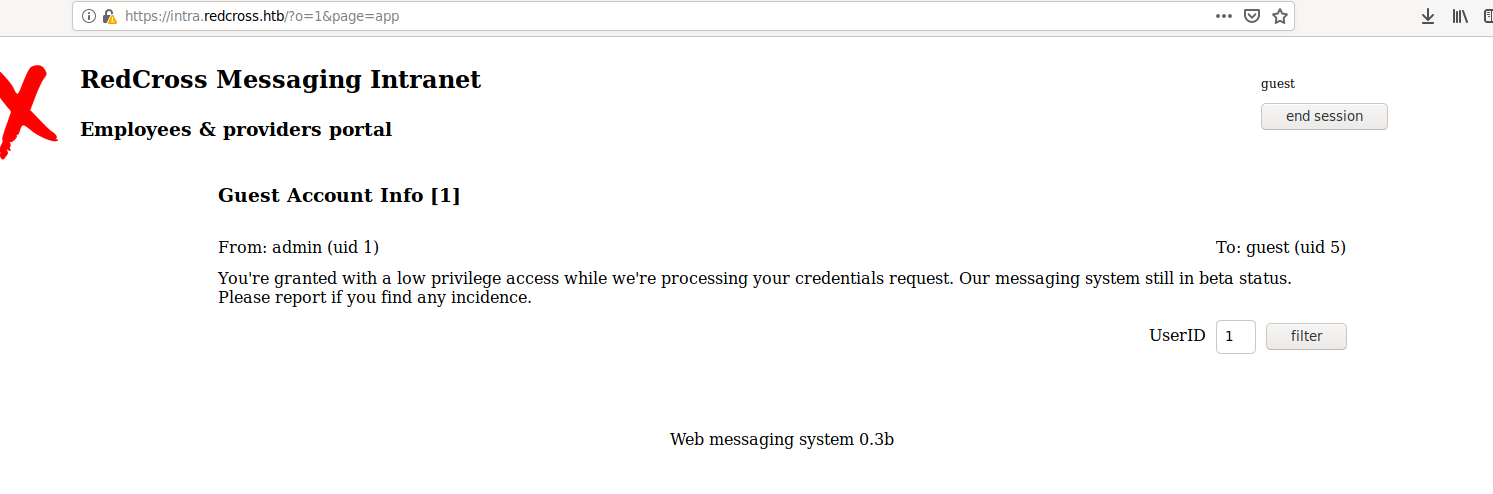 https://intra.redcross.htb/?o=1&page=app
RedCross Messaging Intranet
guest
end session
Employees & providers portal
Guest Account Info [1]
From: admin (uid 1) To: guest (uid 5)
You're granted with a low privilege access while we're processing your credentials request. Our messaging system still in beta status.
Please report if you find any incidence.
UserID 1 filter
Web messaging system 0.3b